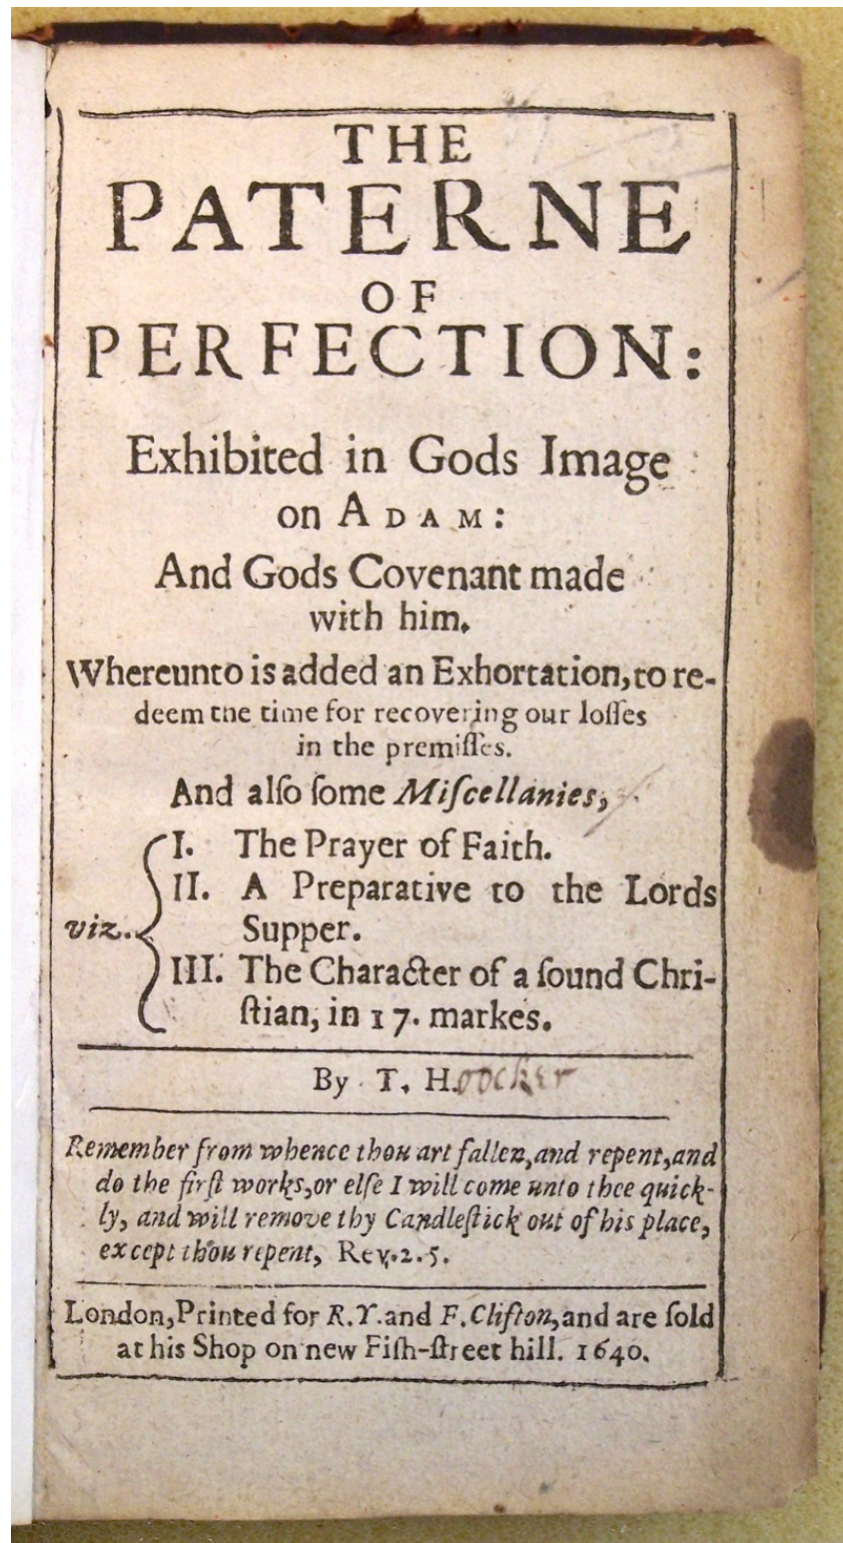 THE
PATERNE
OF
PERFECTION:
Exhibited in Gods Image
on ADAM:
And Gods Covenant made
with him.
Whereunto is added an Exhortation, to re-
deem the time for recovering our loſſes
in the premiſſes.
And alſo ſome Miſcellanies,
I. The Prayer of Faith.
II. A Preparative to the Lords
viz. Supper.
III. The Character of a ſound Chri-
ſtian, in 17. markes.
By T. H.oocker
Remember from whence thou art fallen, and repent, and
do the firſt works, or elſe I will come unto thee quick-
ly, and will remove thy Candleſtick out of his place,
except thou repent, Rev. 2. 5.
London, Printed for R. Y. and F. Clifton, and are ſold
at his Shop on new Fiſh-ſtreet hill. 1640.